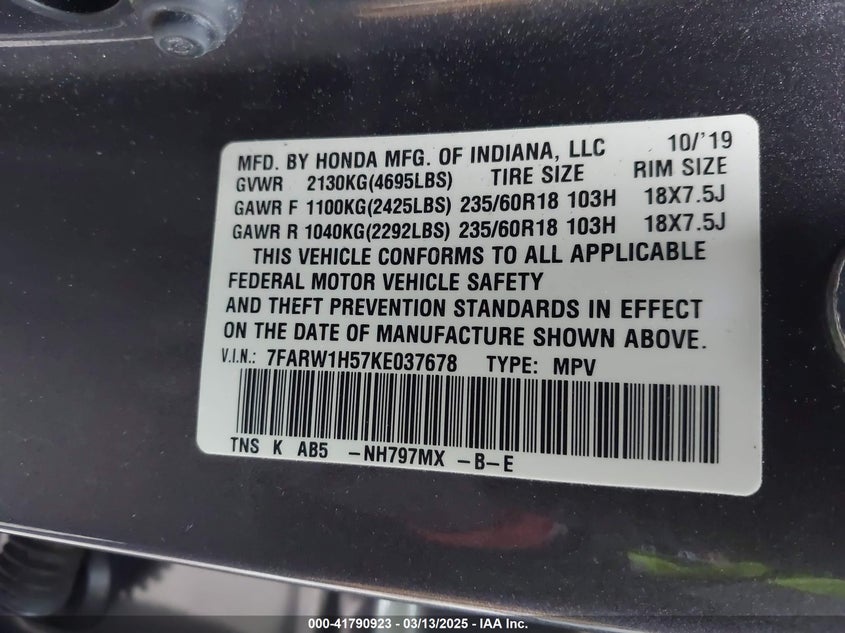 MFD. BY HONDA MFG. OF INDIANA, LLC 10/'19
GVWR 2130KG(4695LBS) TIRE SIZE RIM SIZE
GAWR F 1100KG(2425LBS) 235/60R18 103H 18X7.5J
GAWR R 1040KG(2292LBS) 235/60R18 103H 18X7.5J
THIS VEHICLE CONFORMS TO ALL APPLICABLE
FEDERAL MOTOR VEHICLE SAFETY
AND THEFT PREVENTION STANDARDS IN EFFECT
ON THE DATE OF MANUFACTURE SHOWN ABOVE.
V.I.N.: 7FARW1H57KE037678 TYPE: MPV
TNS K AB5 -NH797MX -B-E
000-41790923 - 03/13/2025 - IAA Inc.